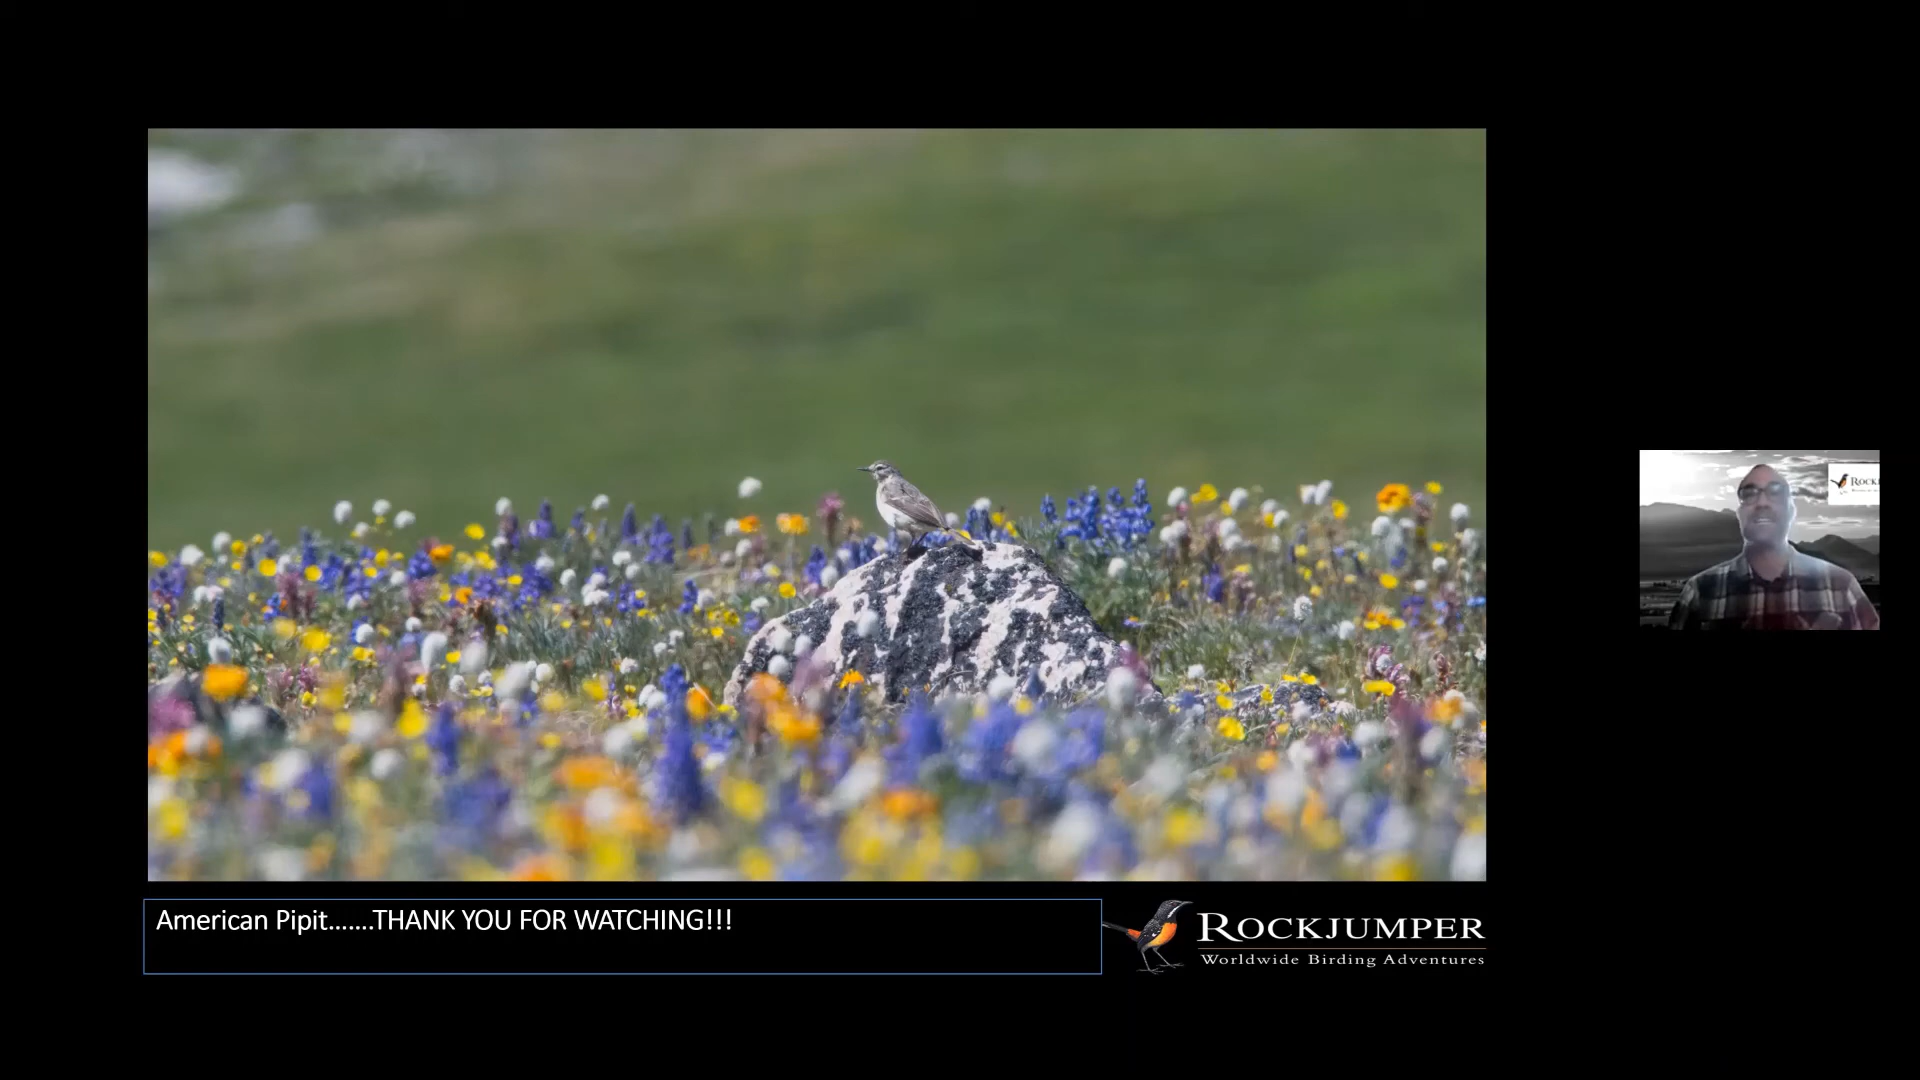 American Pipit.......THANK YOU FOR WATCHING!!!
ROCKJUMPER
Worldwide Birding Adventures